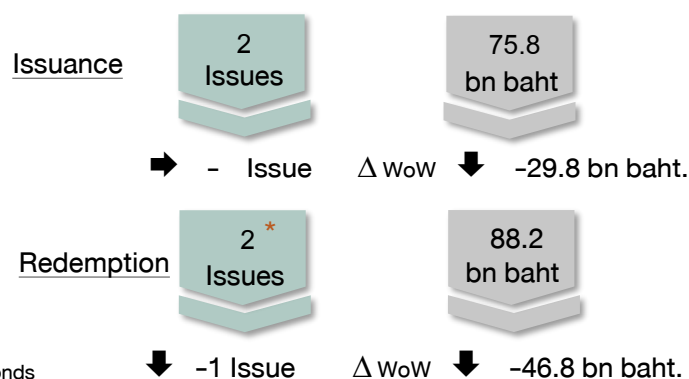 2
Issues
75.8
bn baht
Issuance
- Issue
Δ WoW
-29.8 bn baht.
2 *
Issues
88.2
bn baht
Redemption
-1 Issue
Δ WoW
-46.8 bn baht.